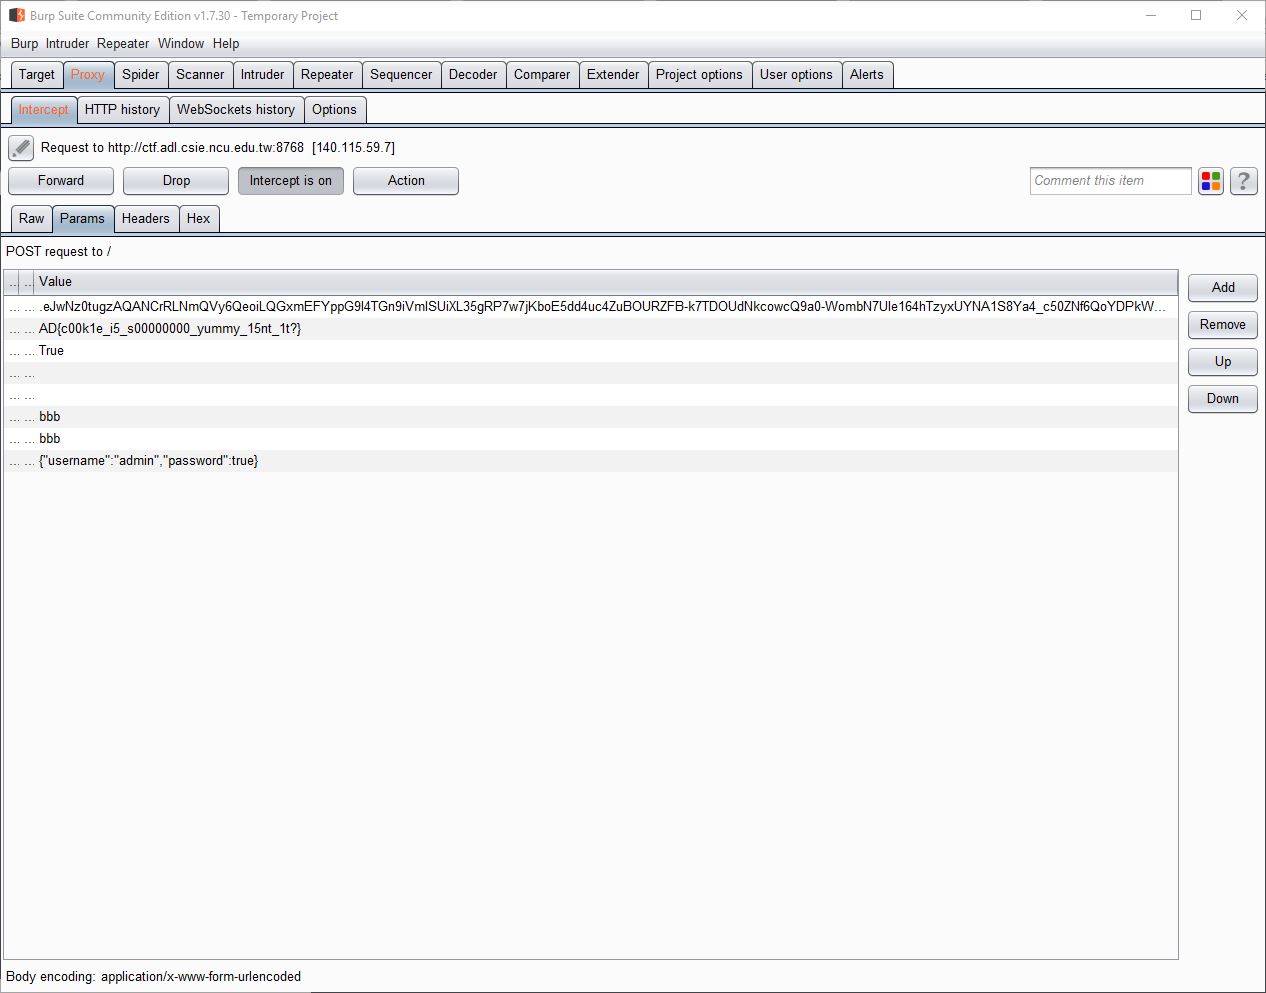 Burp Suite Community Edition v1.7.30 - Temporary Project
Burp Intruder Repeater Window Help
Target Proxy Spider Scanner Intruder Repeater Sequencer Decoder Comparer Extender Project options User options Alerts
Intercept HTTP history WebSockets history Options
Request to http://ctf.adl.csie.ncu.edu.tw:8768 [140.115.59.7]
Forward Drop Intercept is on Action Comment this item ?
Raw Params Headers Hex
POST request to /
... ... Value
... ... .eJwNz0tugzAQANCrRLNmQVy6QeoiLQGxmEFYppG9l4TGn9iVmlSUiXL35gRP7w7jKboE5dd4uc4ZuBOURZFB-k7TDOUdNkcowcQ9a0-WombN7Ule164hTzyxUYNA1S8Ya4_c50ZNf6QoYDPkW...
... ... AD{c00k1e_i5_s00000000_yummy_15nt_1t?}
... ... True
... ...
... ...
... ... bbb
... ... bbb
... ... {"username":"admin","password":true}
Add
Remove
Up
Down
Body encoding: application/x-www-form-urlencoded